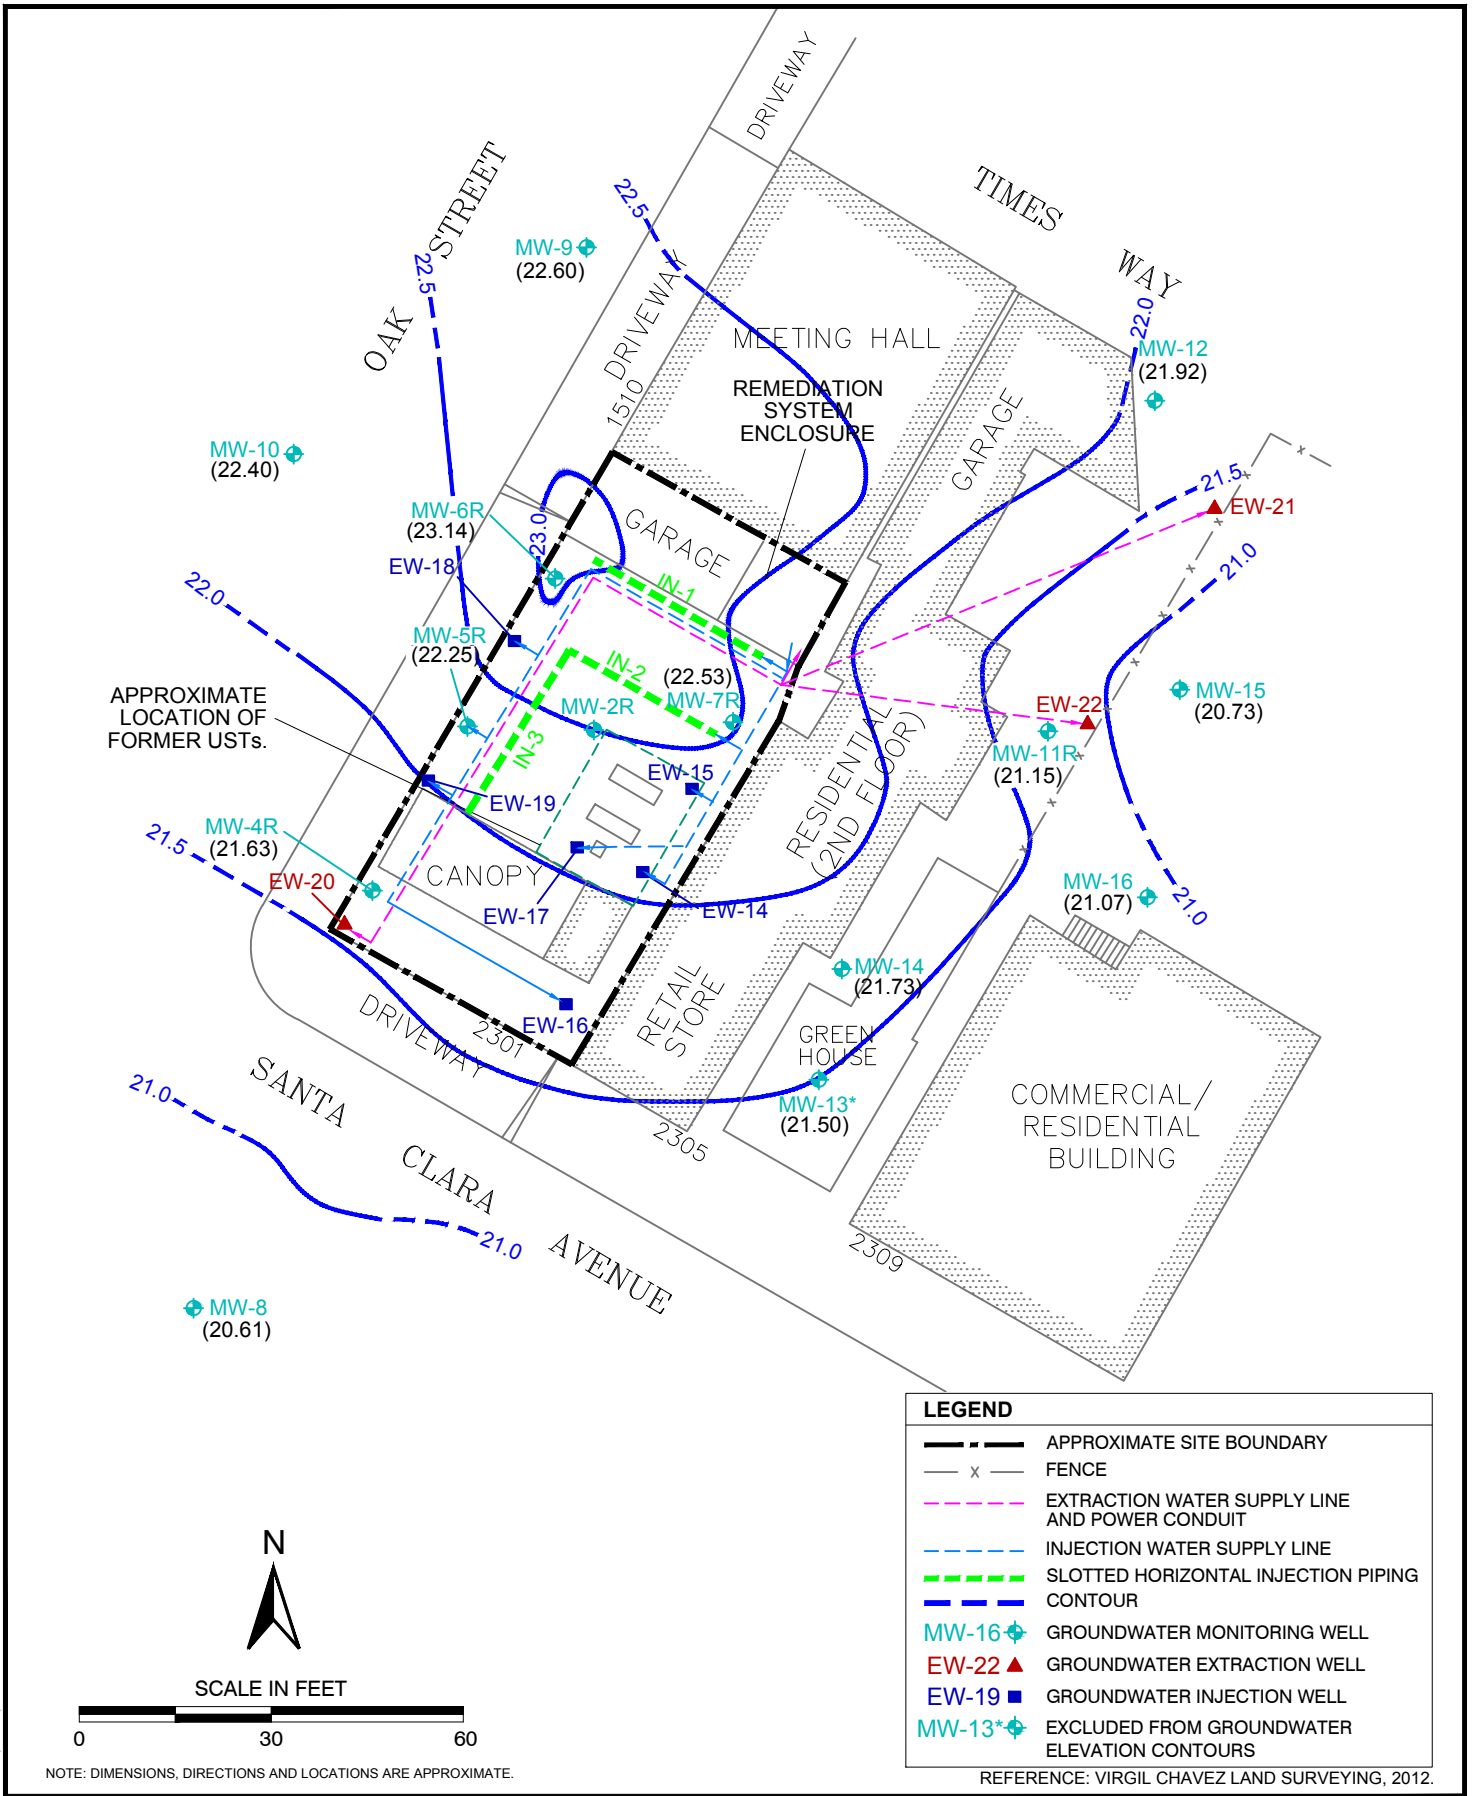 DRIVEWAY
OAK STREET
TIMES WAY
22.5
22.5
MW-9
(22.60)
DRIVEWAY
1510
MEETING HALL
REMEDIATION
SYSTEM
ENCLOSURE
22.0
MW-12
(21.92)
GARAGE
MW-10
(22.40)
MW-6R
(23.14)
23.0
GARAGE
EW-18
IN-1
21.5
EW-21
21.0
22.0
MW-5R
(22.25)
IN-2
(22.53)
MW-7R
MW-2R
IN-3
APPROXIMATE
LOCATION OF
FORMER USTs.
EW-22
MW-11R
(21.15)
MW-15
(20.73)
RESIDENTIAL
(2ND FLOOR)
EW-15
EW-19
21.5
MW-4R
(21.63)
EW-20
CANOPY
EW-17
EW-14
MW-16
(21.07)
21.0
MW-14
(21.73)
EW-16
RETAIL
STORE
GREEN
HOUSE
DRIVEWAY
2301
MW-13*
(21.50)
2305
COMMERCIAL/
RESIDENTIAL
BUILDING
2309
21.0
SANTA CLARA AVENUE
21.0
MW-8
(20.61)
LEGEND
APPROXIMATE SITE BOUNDARY
x FENCE
EXTRACTION WATER SUPPLY LINE
AND POWER CONDUIT
INJECTION WATER SUPPLY LINE
SLOTTED HORIZONTAL INJECTION PIPING
CONTOUR
MW-16 GROUNDWATER MONITORING WELL
EW-22 GROUNDWATER EXTRACTION WELL
EW-19 GROUNDWATER INJECTION WELL
MW-13* EXCLUDED FROM GROUNDWATER
ELEVATION CONTOURS
N
SCALE IN FEET
0 30 60
NOTE: DIMENSIONS, DIRECTIONS AND LOCATIONS ARE APPROXIMATE.
REFERENCE: VIRGIL CHAVEZ LAND SURVEYING, 2012.